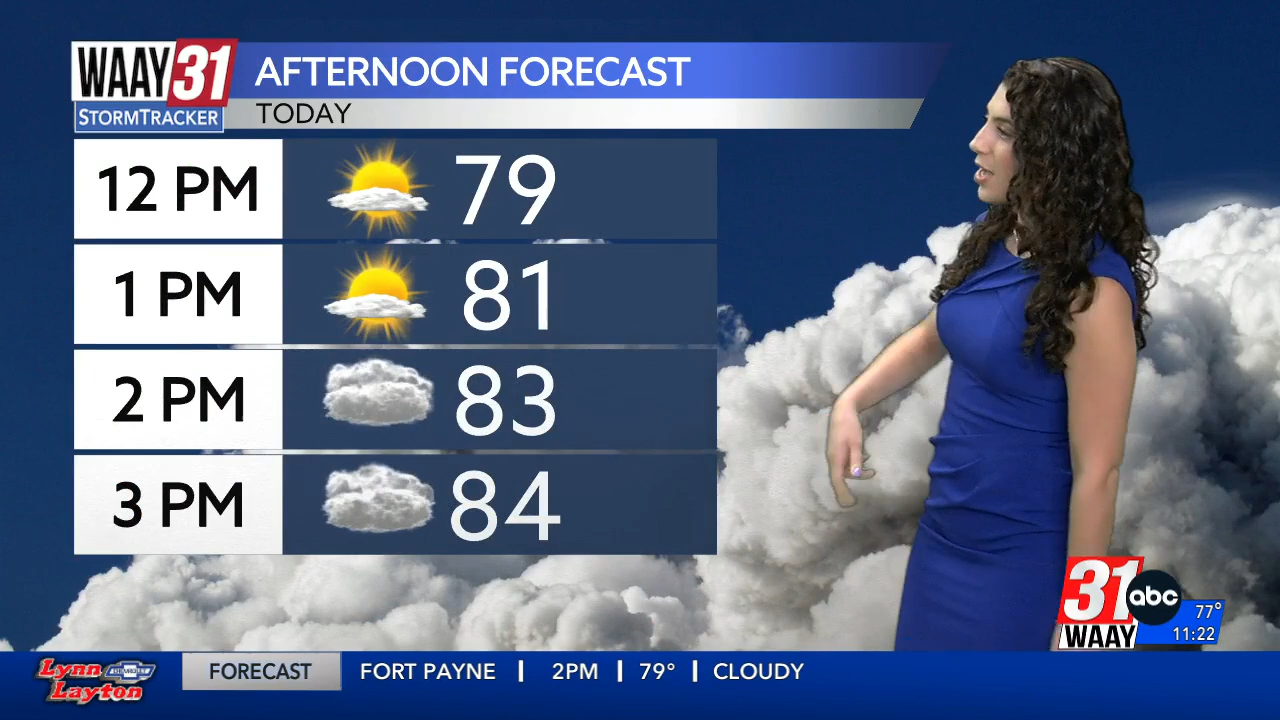 WAAY 31
AFTERNOON FORECAST
STORMTRACKER
TODAY
12 PM 79
1 PM 81
2 PM 83
3 PM 84
31 abc
WAAY
77°
11:22
Lynn CHEVROLET
Layton
FORECAST FORT PAYNE | 2PM | 79° | CLOUDY